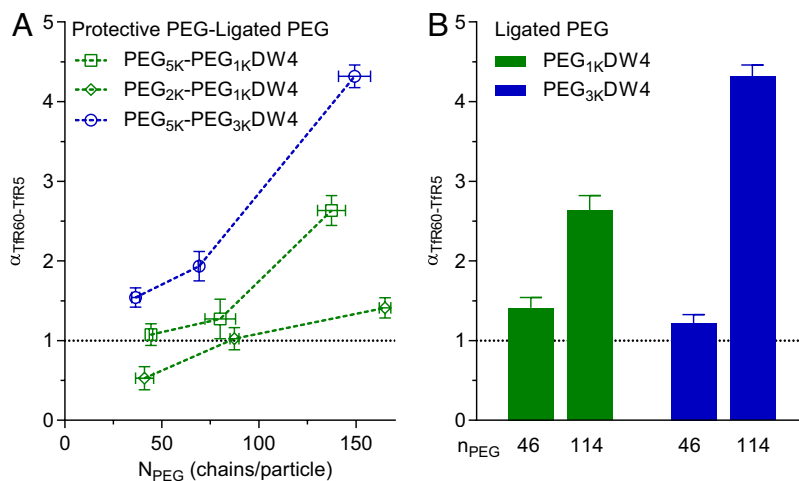 A
Protective PEG-Ligated PEG
PEG5K-PEG1KDW4
PEG2K-PEG1KDW4
PEG5K-PEG3KDW4
5
4
3
2
1
0
αTfR60-TfR5
0 50 100 150
NPEG (chains/particle)
B
Ligated PEG
PEG1KDW4
PEG3KDW4
5
4
3
2
1
0
αTfR60-TfR5
nPEG 46 114 46 114